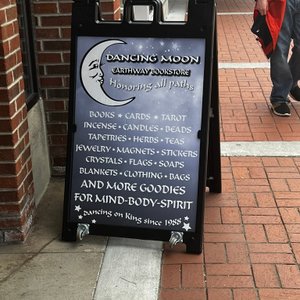 DANCING MOON
EARTHWAY BOOKSTORE
Honoring all paths
BOOKS * CARDS * TAROT
INCENSE * CANDLES * BEADS
TAPETRIES * HERBS * TEAS
JEWELRY * MAGNETS * STICKERS
CRYSTALS * FLAGS * SOAPS
BLANKETS * CLOTHING * BAGS
AND MORE GOODIES
FOR MIND-BODY-SPIRIT
dancing on King since 1988